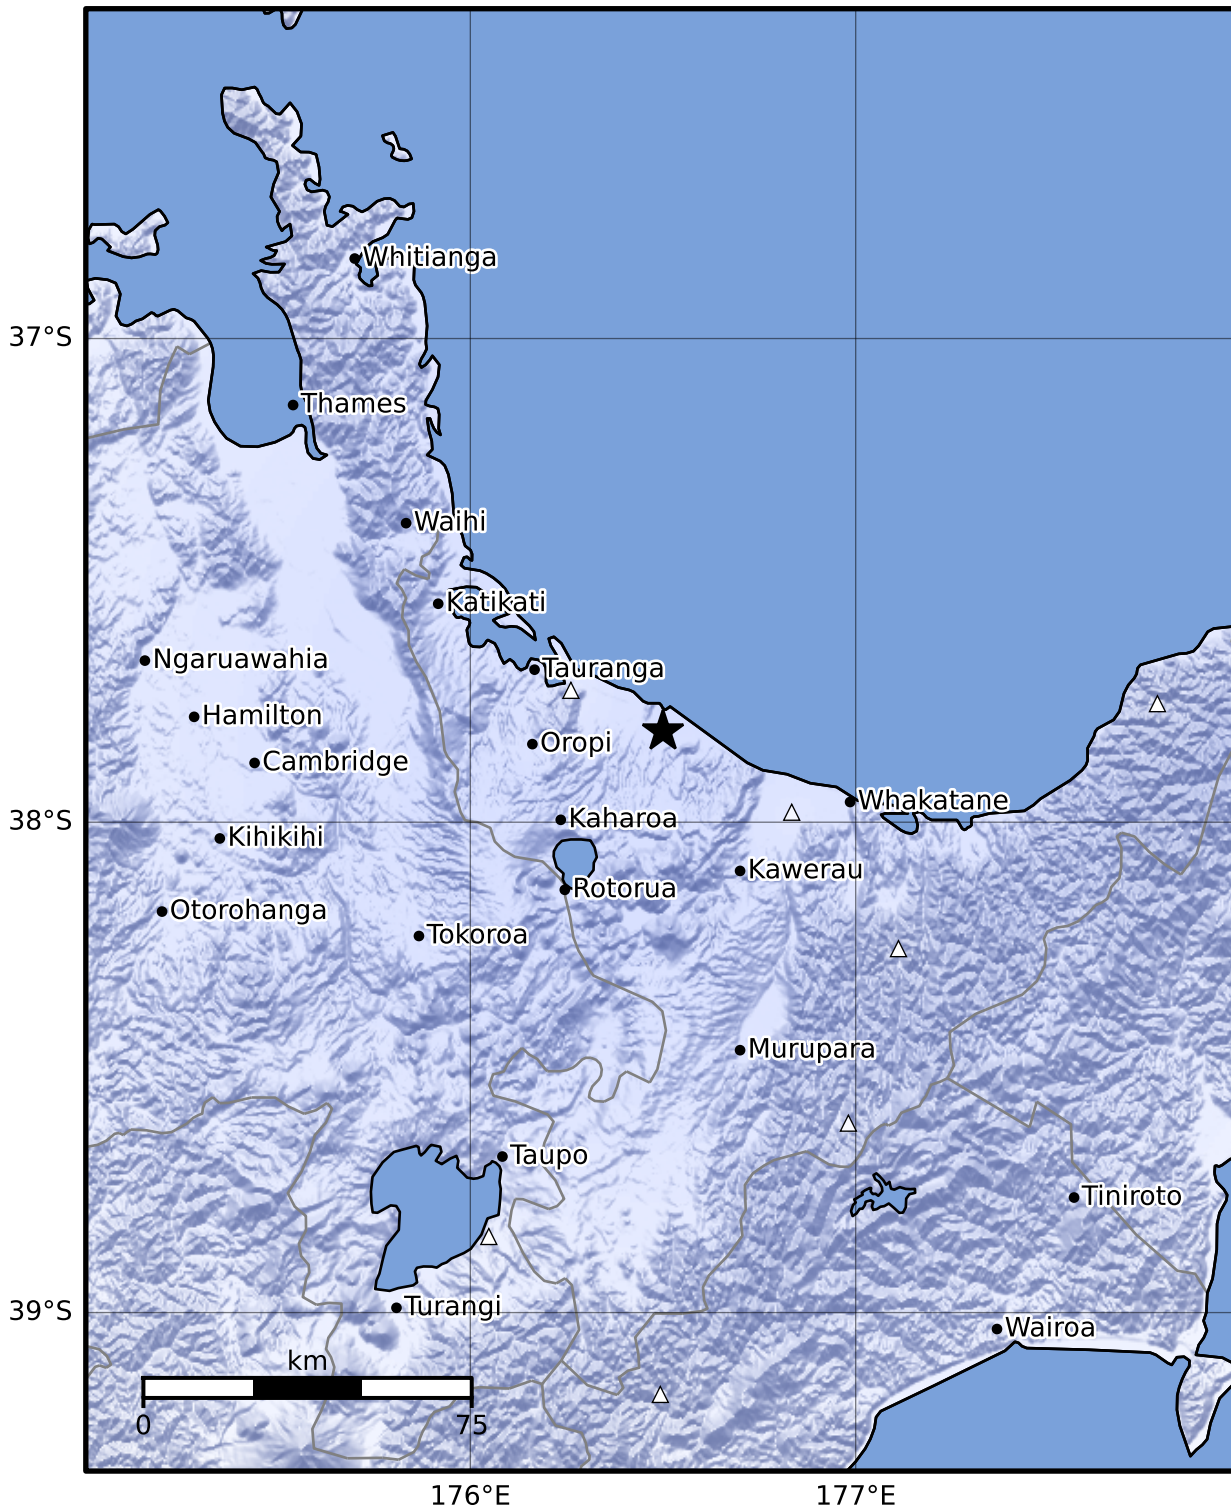 Whitianga
37°S
Thames
Waihi
Katikati
Ngaruawahia
Tauranga
Hamilton
Oropi
Cambridge
Whakatane
38°S
Kaharoa
Kihikihi
Kawerau
Rotorua
Otorohanga
Tokoroa
Murupara
Taupo
Tiniroto
Turangi
39°S
Wairoa
km
0
75
176°E
177°E